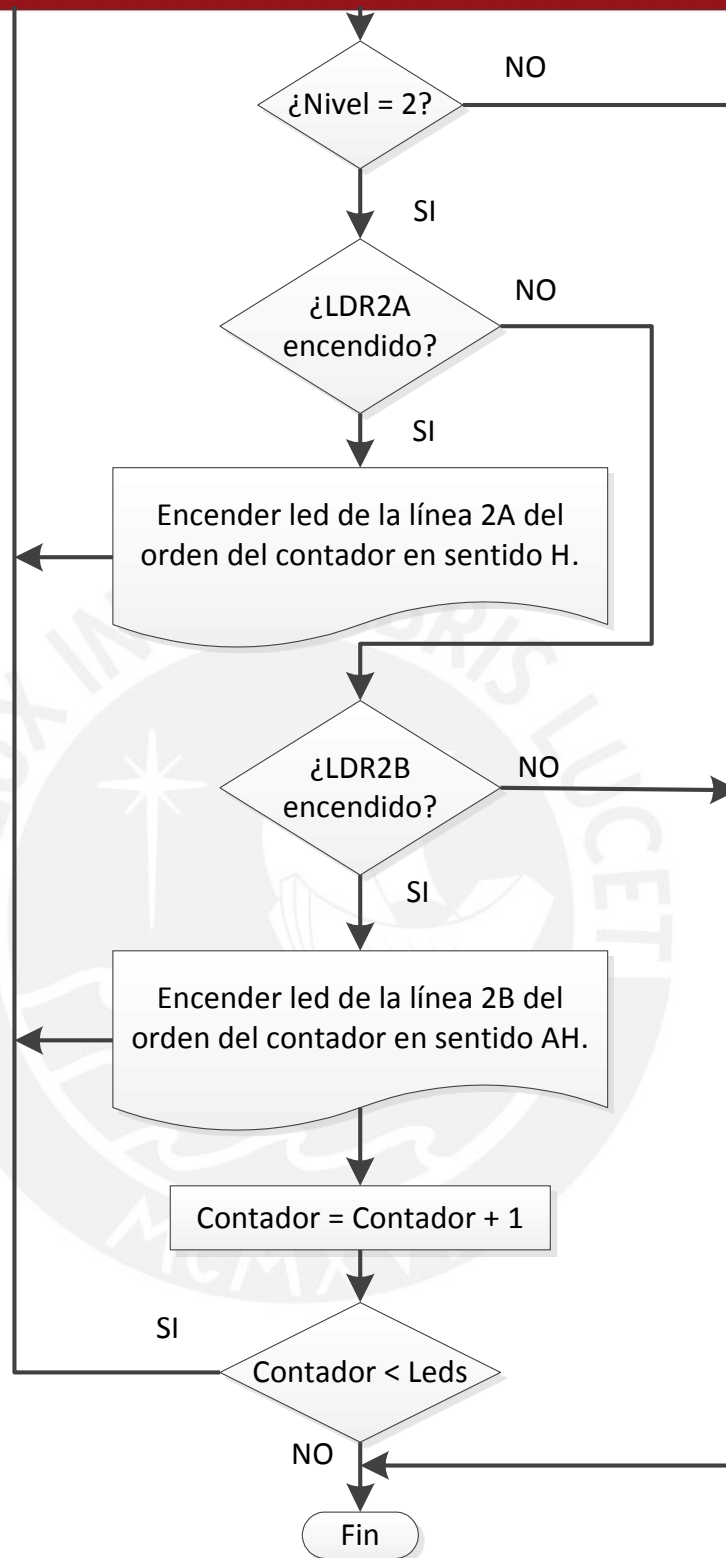 NO
¿Nivel = 2?
SI
¿LDR2A
encendido?
NO
SI
Encender led de la línea 2A del
orden del contador en sentido H.
¿LDR2B
encendido?
NO
SI
Encender led de la línea 2B del
orden del contador en sentido AH.
Contador = Contador + 1
SI
Contador < Leds
NO
Fin
LUCET